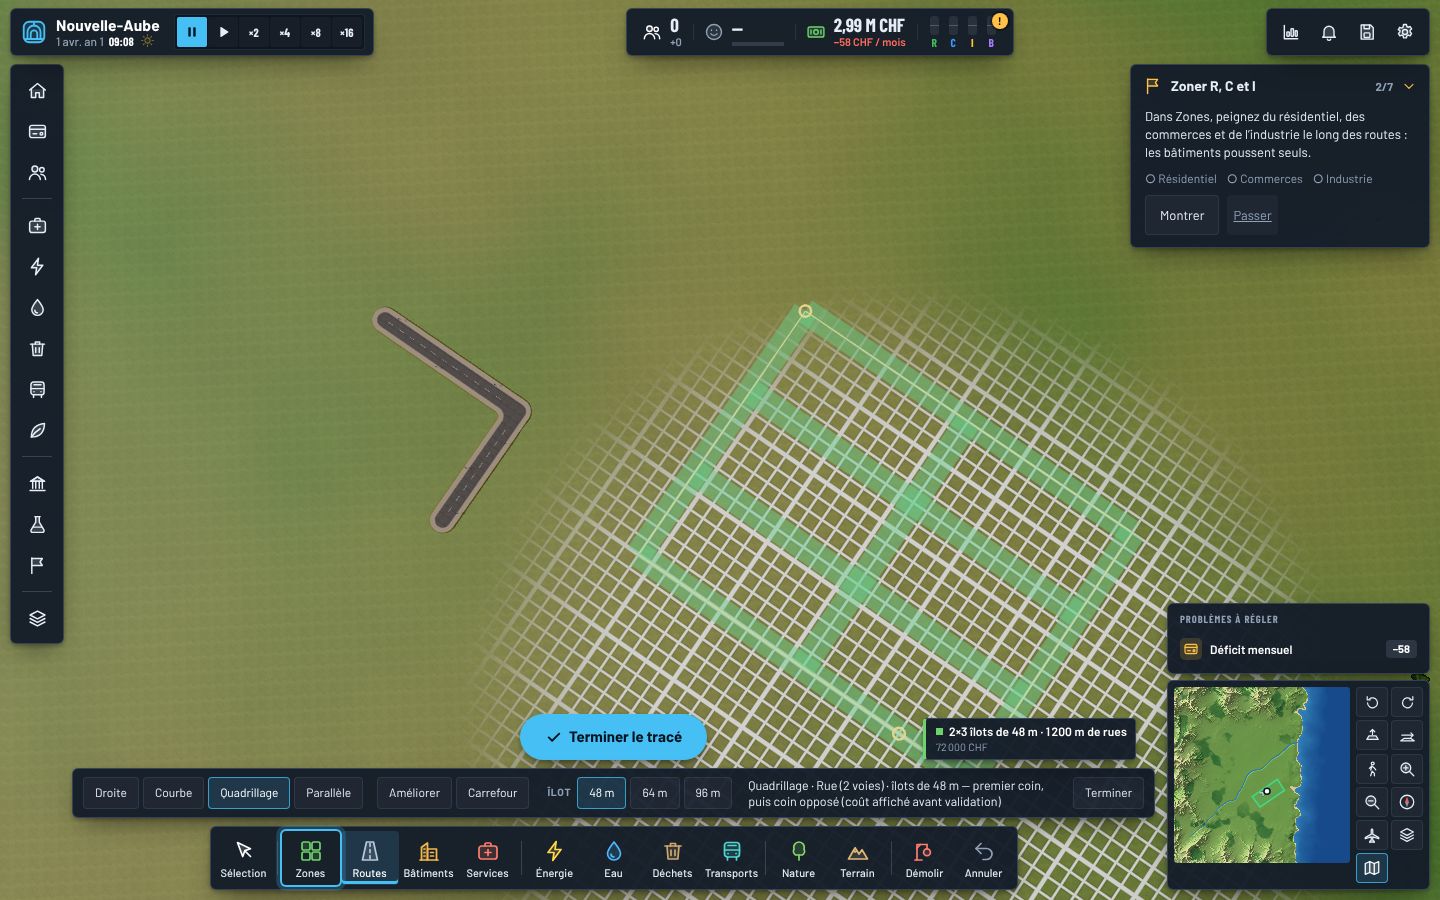 Nouvelle-Aube
1 avr. an 1 09:08
×2
×4
×8
×16
0
+0
–
2,99 M CHF
−58 CHF / mois
R C I B
!
Zoner R, C et I
2/7
Dans Zones, peignez du résidentiel, des
commerces et de l'industrie le long des routes :
les bâtiments poussent seuls.
Résidentiel
Commerces
Industrie
Montrer
Passer
PROBLÈMES À RÉGLER
Déficit mensuel
−58
Terminer le tracé
2×3 îlots de 48 m · 1 200 m de rues
72 000 CHF
Droite
Courbe
Quadrillage
Parallèle
Améliorer
Carrefour
ÎLOT
48 m
64 m
96 m
Quadrillage · Rue (2 voies) · îlots de 48 m — premier coin,
puis coin opposé (coût affiché avant validation)
Terminer
Sélection
Zones
Routes
Bâtiments
Services
Énergie
Eau
Déchets
Transports
Nature
Terrain
Démolir
Annuler